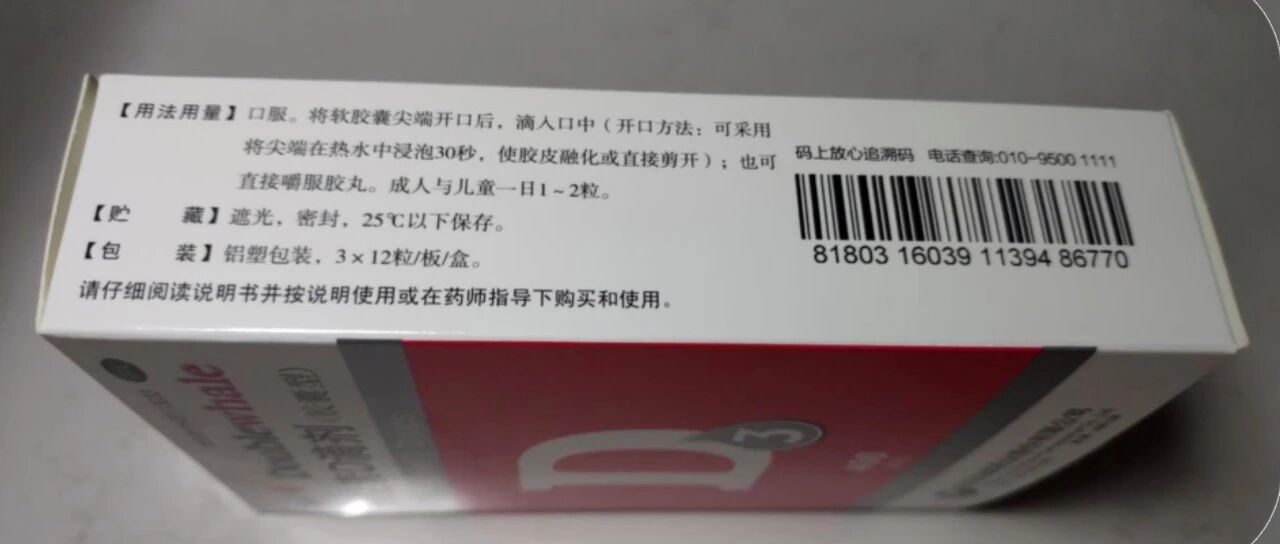 【用法用量】口服。将软胶囊尖端开口后，滴入口中（开口方法：可采用
将尖端在热水中浸泡30秒，使胶皮融化或直接剪开）；也可
直接嚼服胶丸。成人与儿童一日1~2粒。
【贮 藏】遮光，密封，25℃以下保存。
【包 装】铝塑包装，3×12粒/板/盒。
请仔细阅读说明书并按说明使用或在药师指导下购买和使用。
码上放心追溯码 电话查询:010-9500 1111
81803 16039 11394 86770
whale
滴剂(胶囊型)
D
3